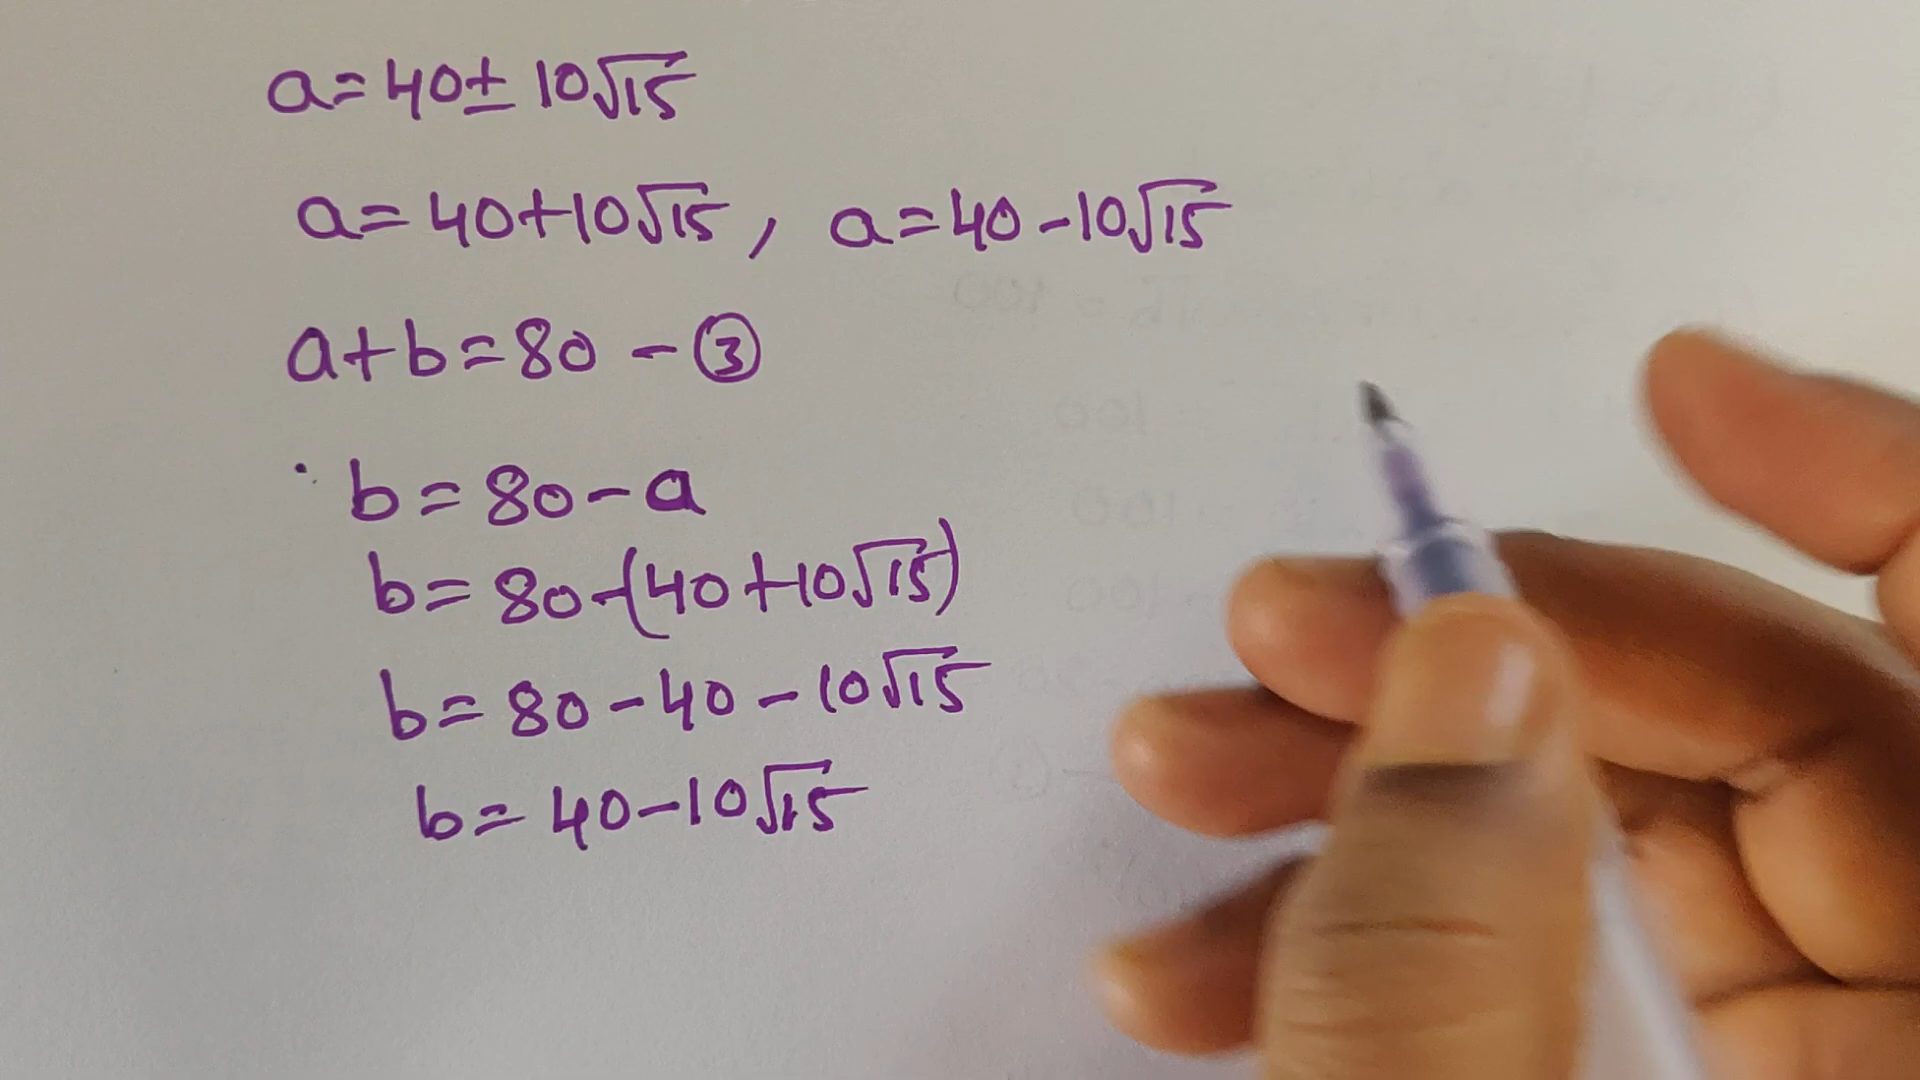 a=40± 10√15
a=40+10√15, a=40-10√15
a+b=80 - ③
b=80-a
b=80-(40+10√15)
b=80-40-10√15
b=40-10√15